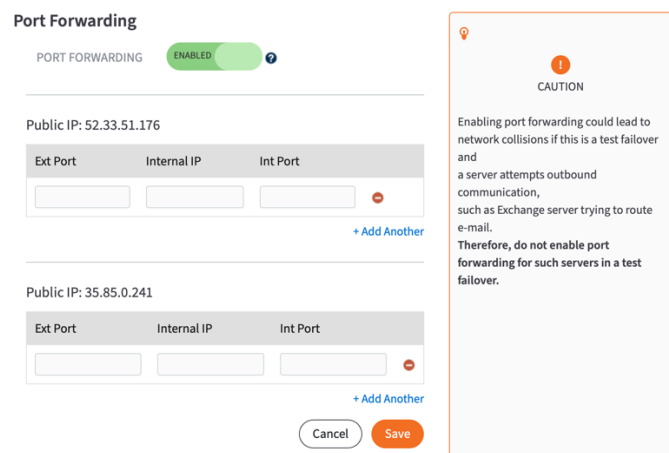 Port Forwarding
PORT FORWARDING
ENABLED
?
Public IP: 52.33.51.176
Ext Port Internal IP Int Port
+ Add Another
Public IP: 35.85.0.241
Ext Port Internal IP Int Port
+ Add Another
Cancel Save
!
CAUTION
Enabling port forwarding could lead to
network collisions if this is a test failover
and
a server attempts outbound
communication,
such as Exchange server trying to route
e-mail.
Therefore, do not enable port
forwarding for such servers in a test
failover.